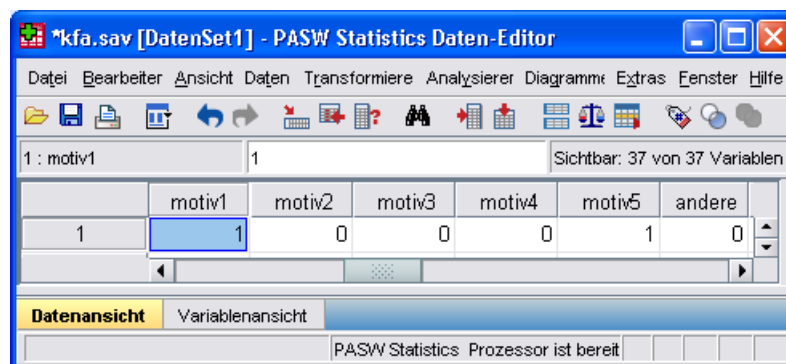 *kfa.sav [DatenSet1] - PASW Statistics Daten-Editor
Datei Bearbeiter Ansicht Daten Transformiere Analysierer Diagramme Extras Fenster Hilfe
1 : motiv1 1 Sichtbar: 37 von 37 Variablen
motiv1 motiv2 motiv3 motiv4 motiv5 andere
1 1 0 0 0 1 0
Datenansicht Variablenansicht
PASW Statistics Prozessor ist bereit